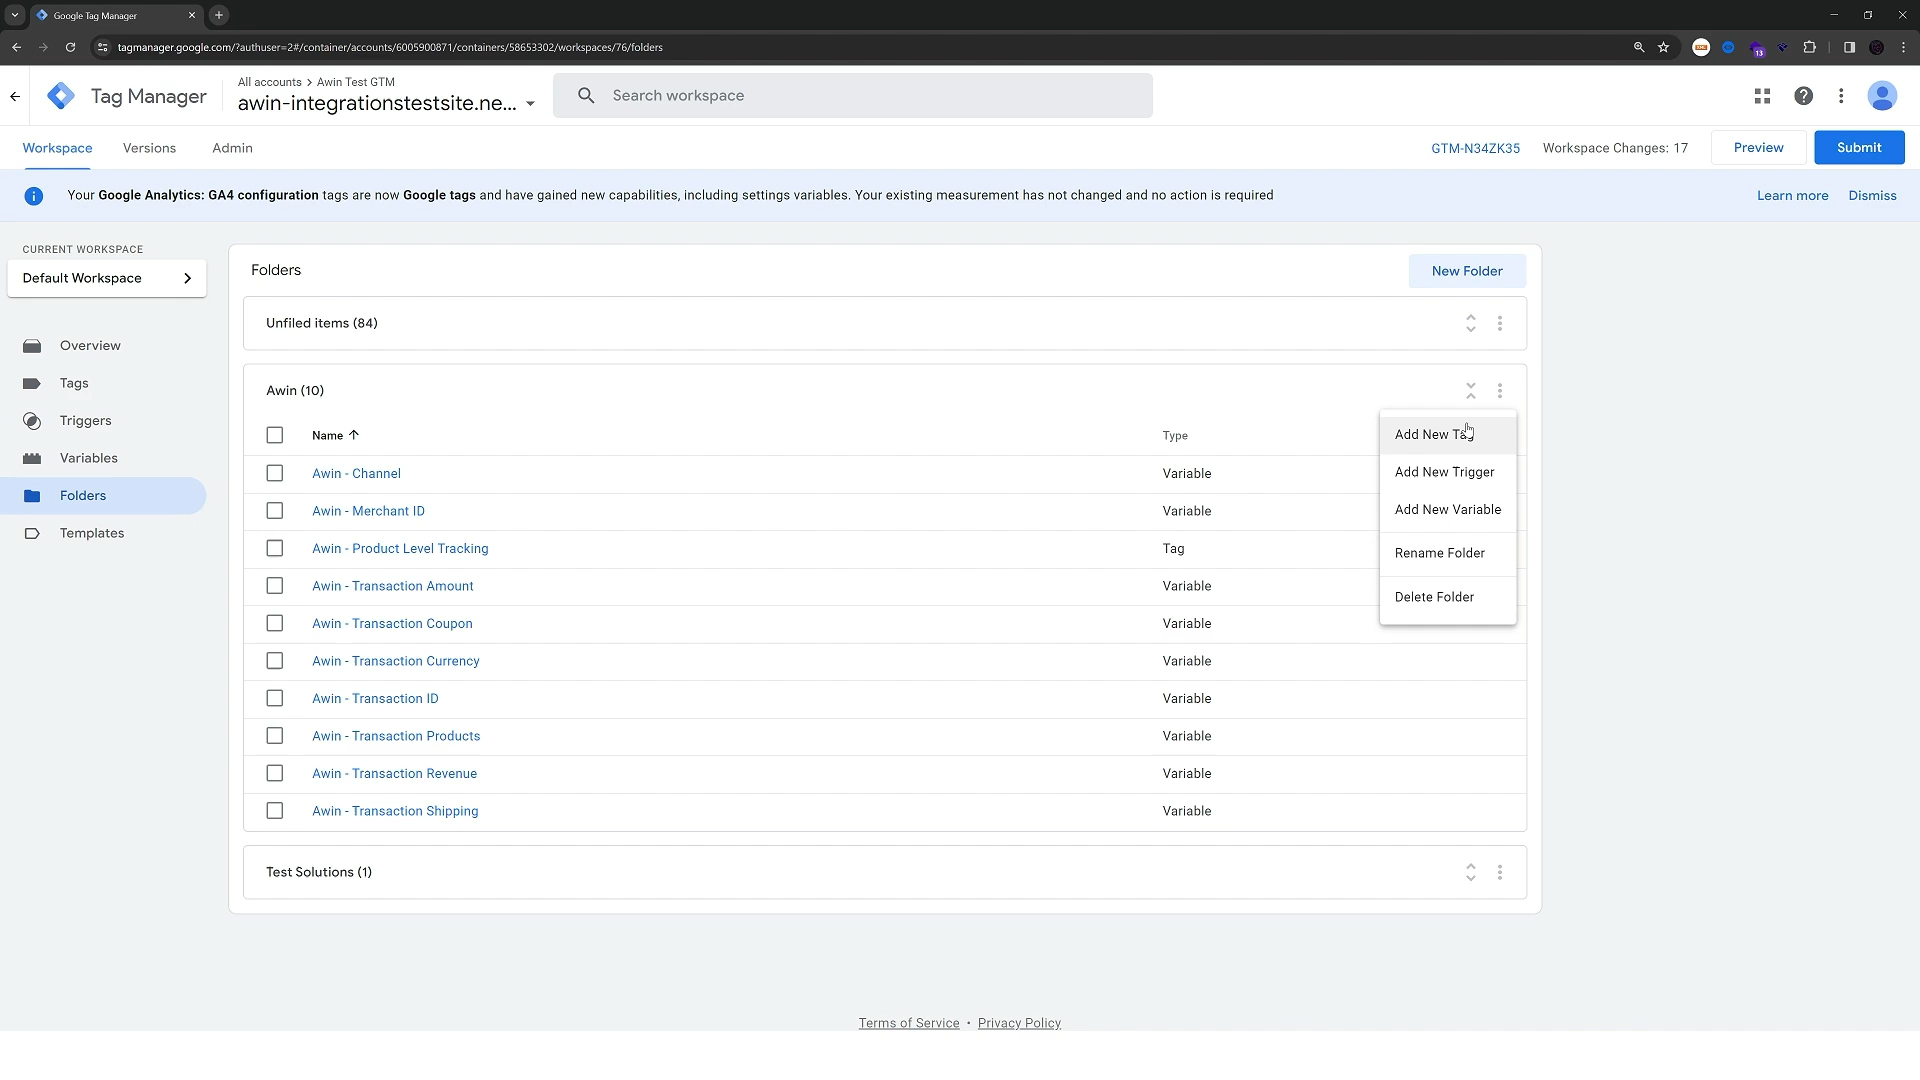 Google Tag Manager
tagmanager.google.com/?authuser=2#/container/accounts/6005900871/containers/58653302/workspaces/76/folders
13
Tag Manager
All accounts > Awin Test GTM
awin-integrationstestsite.ne...
Search workspace
Workspace
Versions
Admin
GTM-N34ZK35
Workspace Changes: 17
Preview
Submit
Your Google Analytics: GA4 configuration tags are now Google tags and have gained new capabilities, including settings variables. Your existing measurement has not changed and no action is required
Learn more
Dismiss
CURRENT WORKSPACE
Default Workspace
Overview
Tags
Triggers
Variables
Folders
Templates
Folders
New Folder
Unfiled items (84)
Awin (10)
Name
Type
Awin - Channel
Variable
Awin - Merchant ID
Variable
Awin - Product Level Tracking
Tag
Awin - Transaction Amount
Variable
Awin - Transaction Coupon
Variable
Awin - Transaction Currency
Variable
Awin - Transaction ID
Variable
Awin - Transaction Products
Variable
Awin - Transaction Revenue
Variable
Awin - Transaction Shipping
Variable
Add New Tag
Add New Trigger
Add New Variable
Rename Folder
Delete Folder
Test Solutions (1)
Terms of Service • Privacy Policy